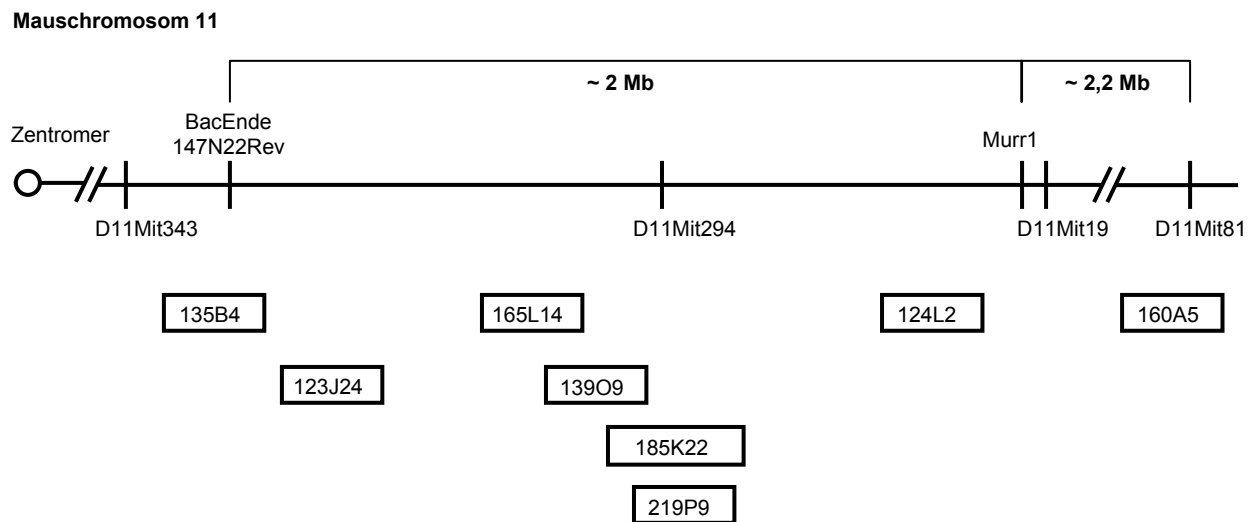 Mauschromosom 11
~ 2 Mb
~ 2,2 Mb
Zentromer
BacEnde
147N22Rev
Murr1
D11Mit343
D11Mit294
D11Mit19
D11Mit81
135B4
165L14
124L2
160A5
123J24
139O9
185K22
219P9